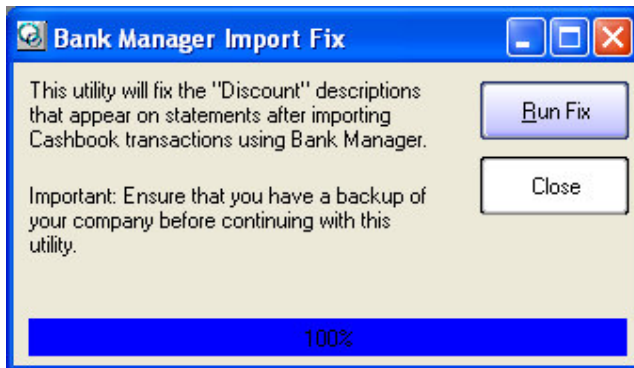 Bank Manager Import Fix
This utility will fix the "Discount" descriptions
that appear on statements after importing
Cashbook transactions using Bank Manager.
Run Fix
Close
Important: Ensure that you have a backup of
your company before continuing with this
utility.
100%